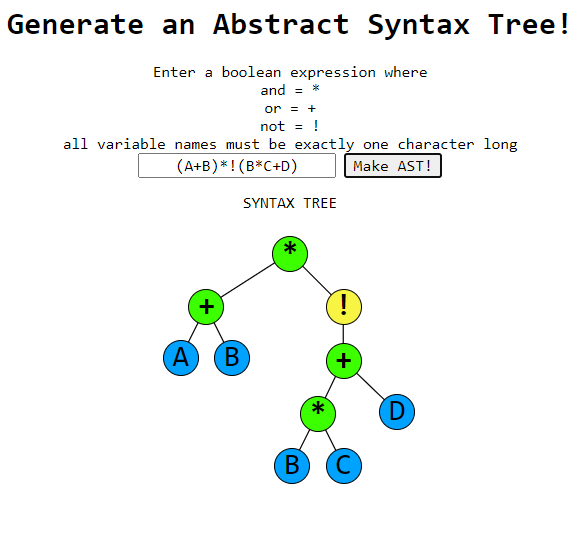 Generate an Abstract Syntax Tree!
Enter a boolean expression where
and = *
or = +
not = !
all variable names must be exactly one character long
(A+B)*!(B*C+D) Make AST!
SYNTAX TREE
*
+ !
A B +
* D
B C